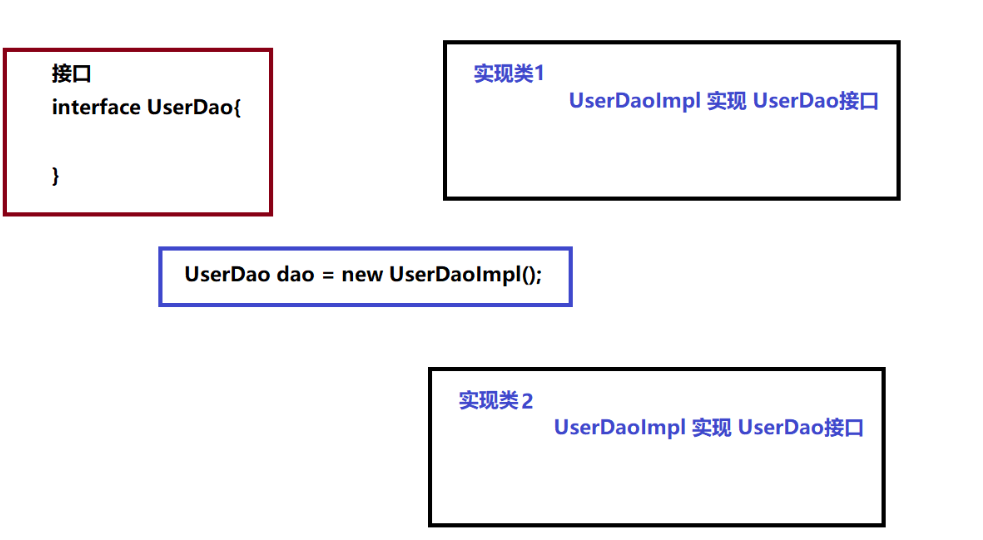 接口
interface UserDao{
}
实现类1
UserDaoImpl 实现 UserDao接口
UserDao dao = new UserDaoImpl();
实现类2
UserDaoImpl 实现 UserDao接口